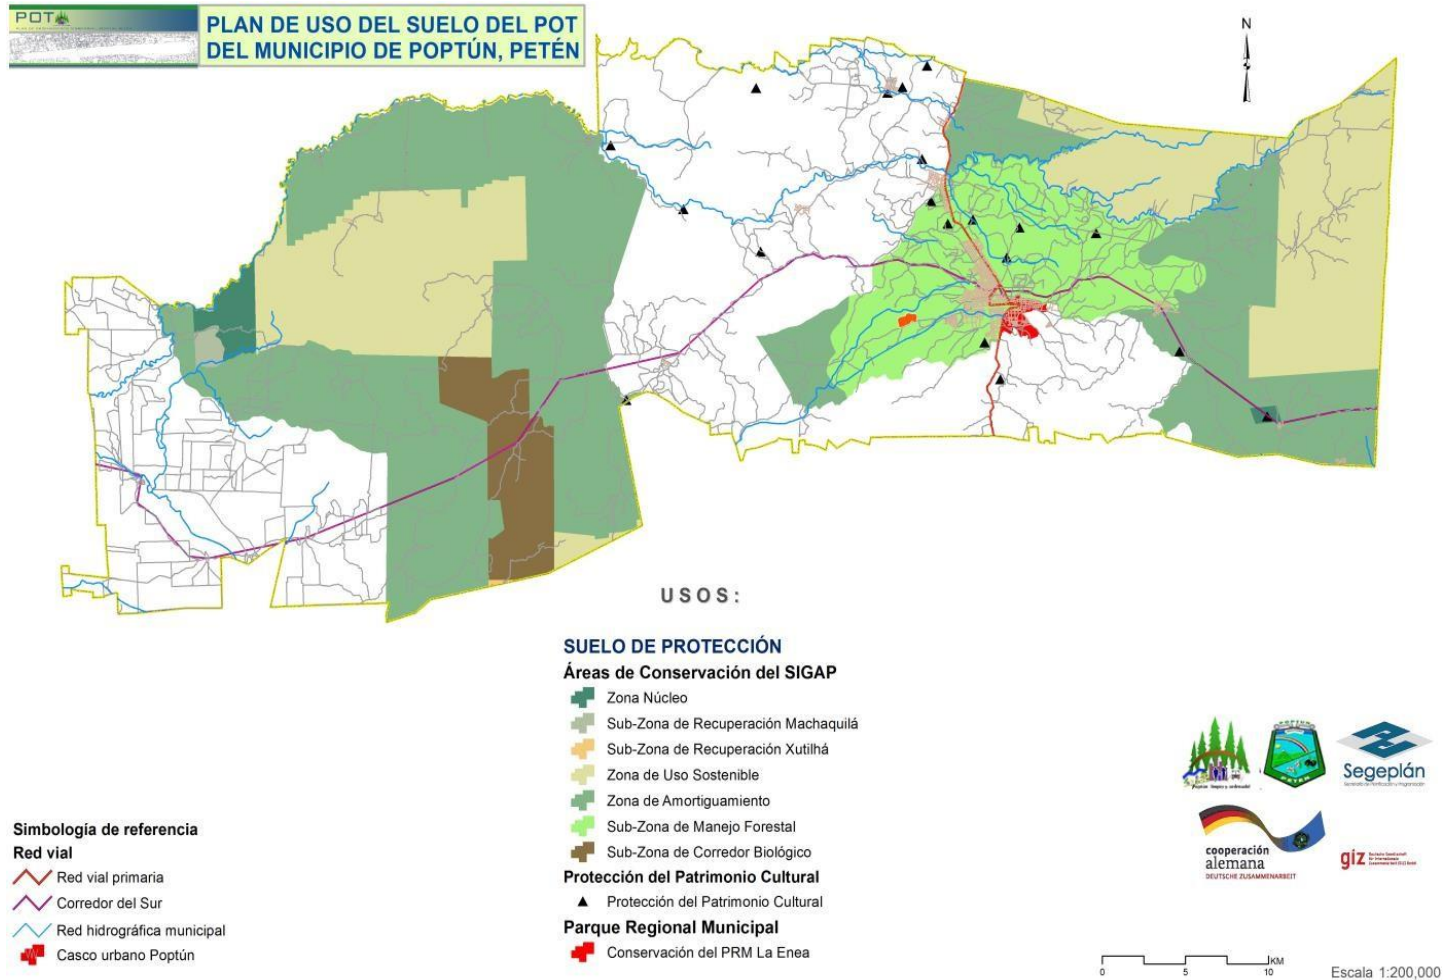 POT
PLAN DE USO DEL SUELO DEL POT
DEL MUNICIPIO DE POPTÚN, PETÉN
N
USOS:
SUELO DE PROTECCIÓN
Áreas de Conservación del SIGAP
Zona Núcleo
Sub-Zona de Recuperación Machaquilá
Sub-Zona de Recuperación Xutilhá
Zona de Uso Sostenible
Zona de Amortiguamiento
Sub-Zona de Manejo Forestal
Sub-Zona de Corredor Biológico
Protección del Patrimonio Cultural
Protección del Patrimonio Cultural
Parque Regional Municipal
Conservación del PRM La Enea
Simbología de referencia
Red vial
Red vial primaria
Corredor del Sur
Red hidrográfica municipal
Casco urbano Poptún
POPTUN
PETEN
Segeplán
cooperación
alemana
DEUTSCHE ZUSAMMENARBEIT
giz
KM
0 5 10
Escala 1:200,000